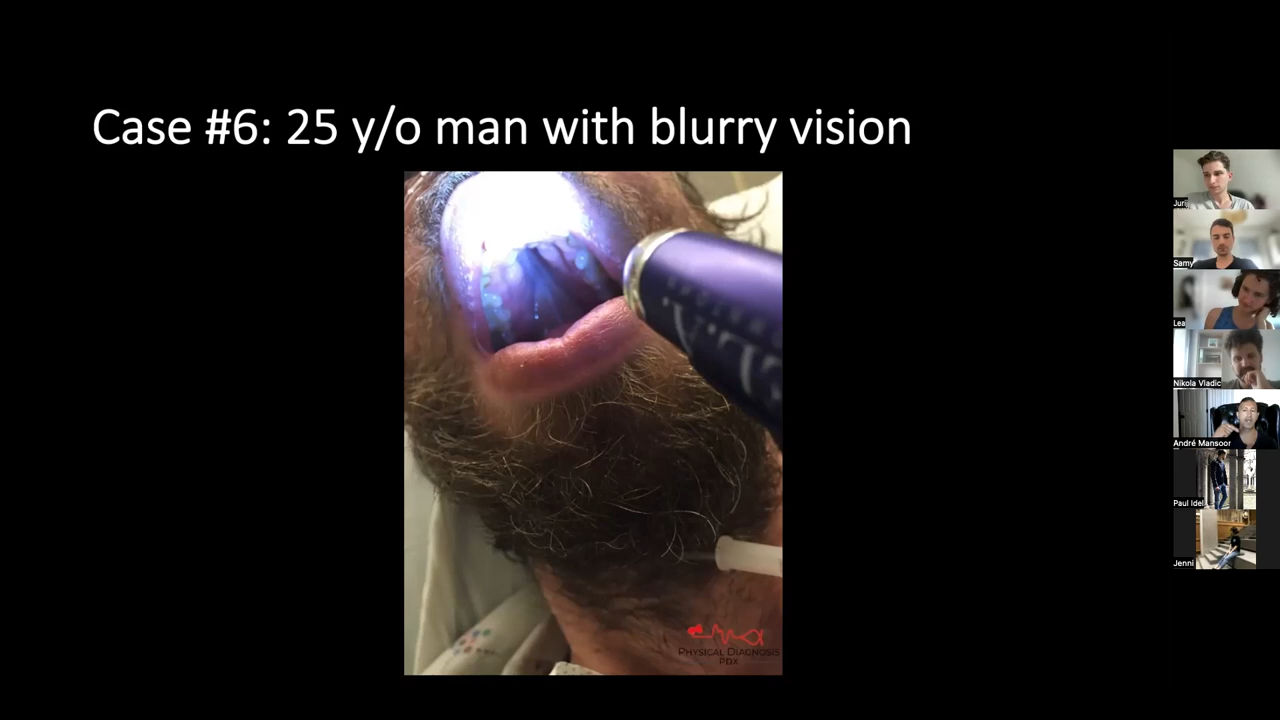 Case #6: 25 y/o man with blurry vision
PHYSICAL DIAGNOSIS
PDX
Jurij
Samy
Lea
Nikola Vladic
André Mansoor
Paul Idel
Jenni